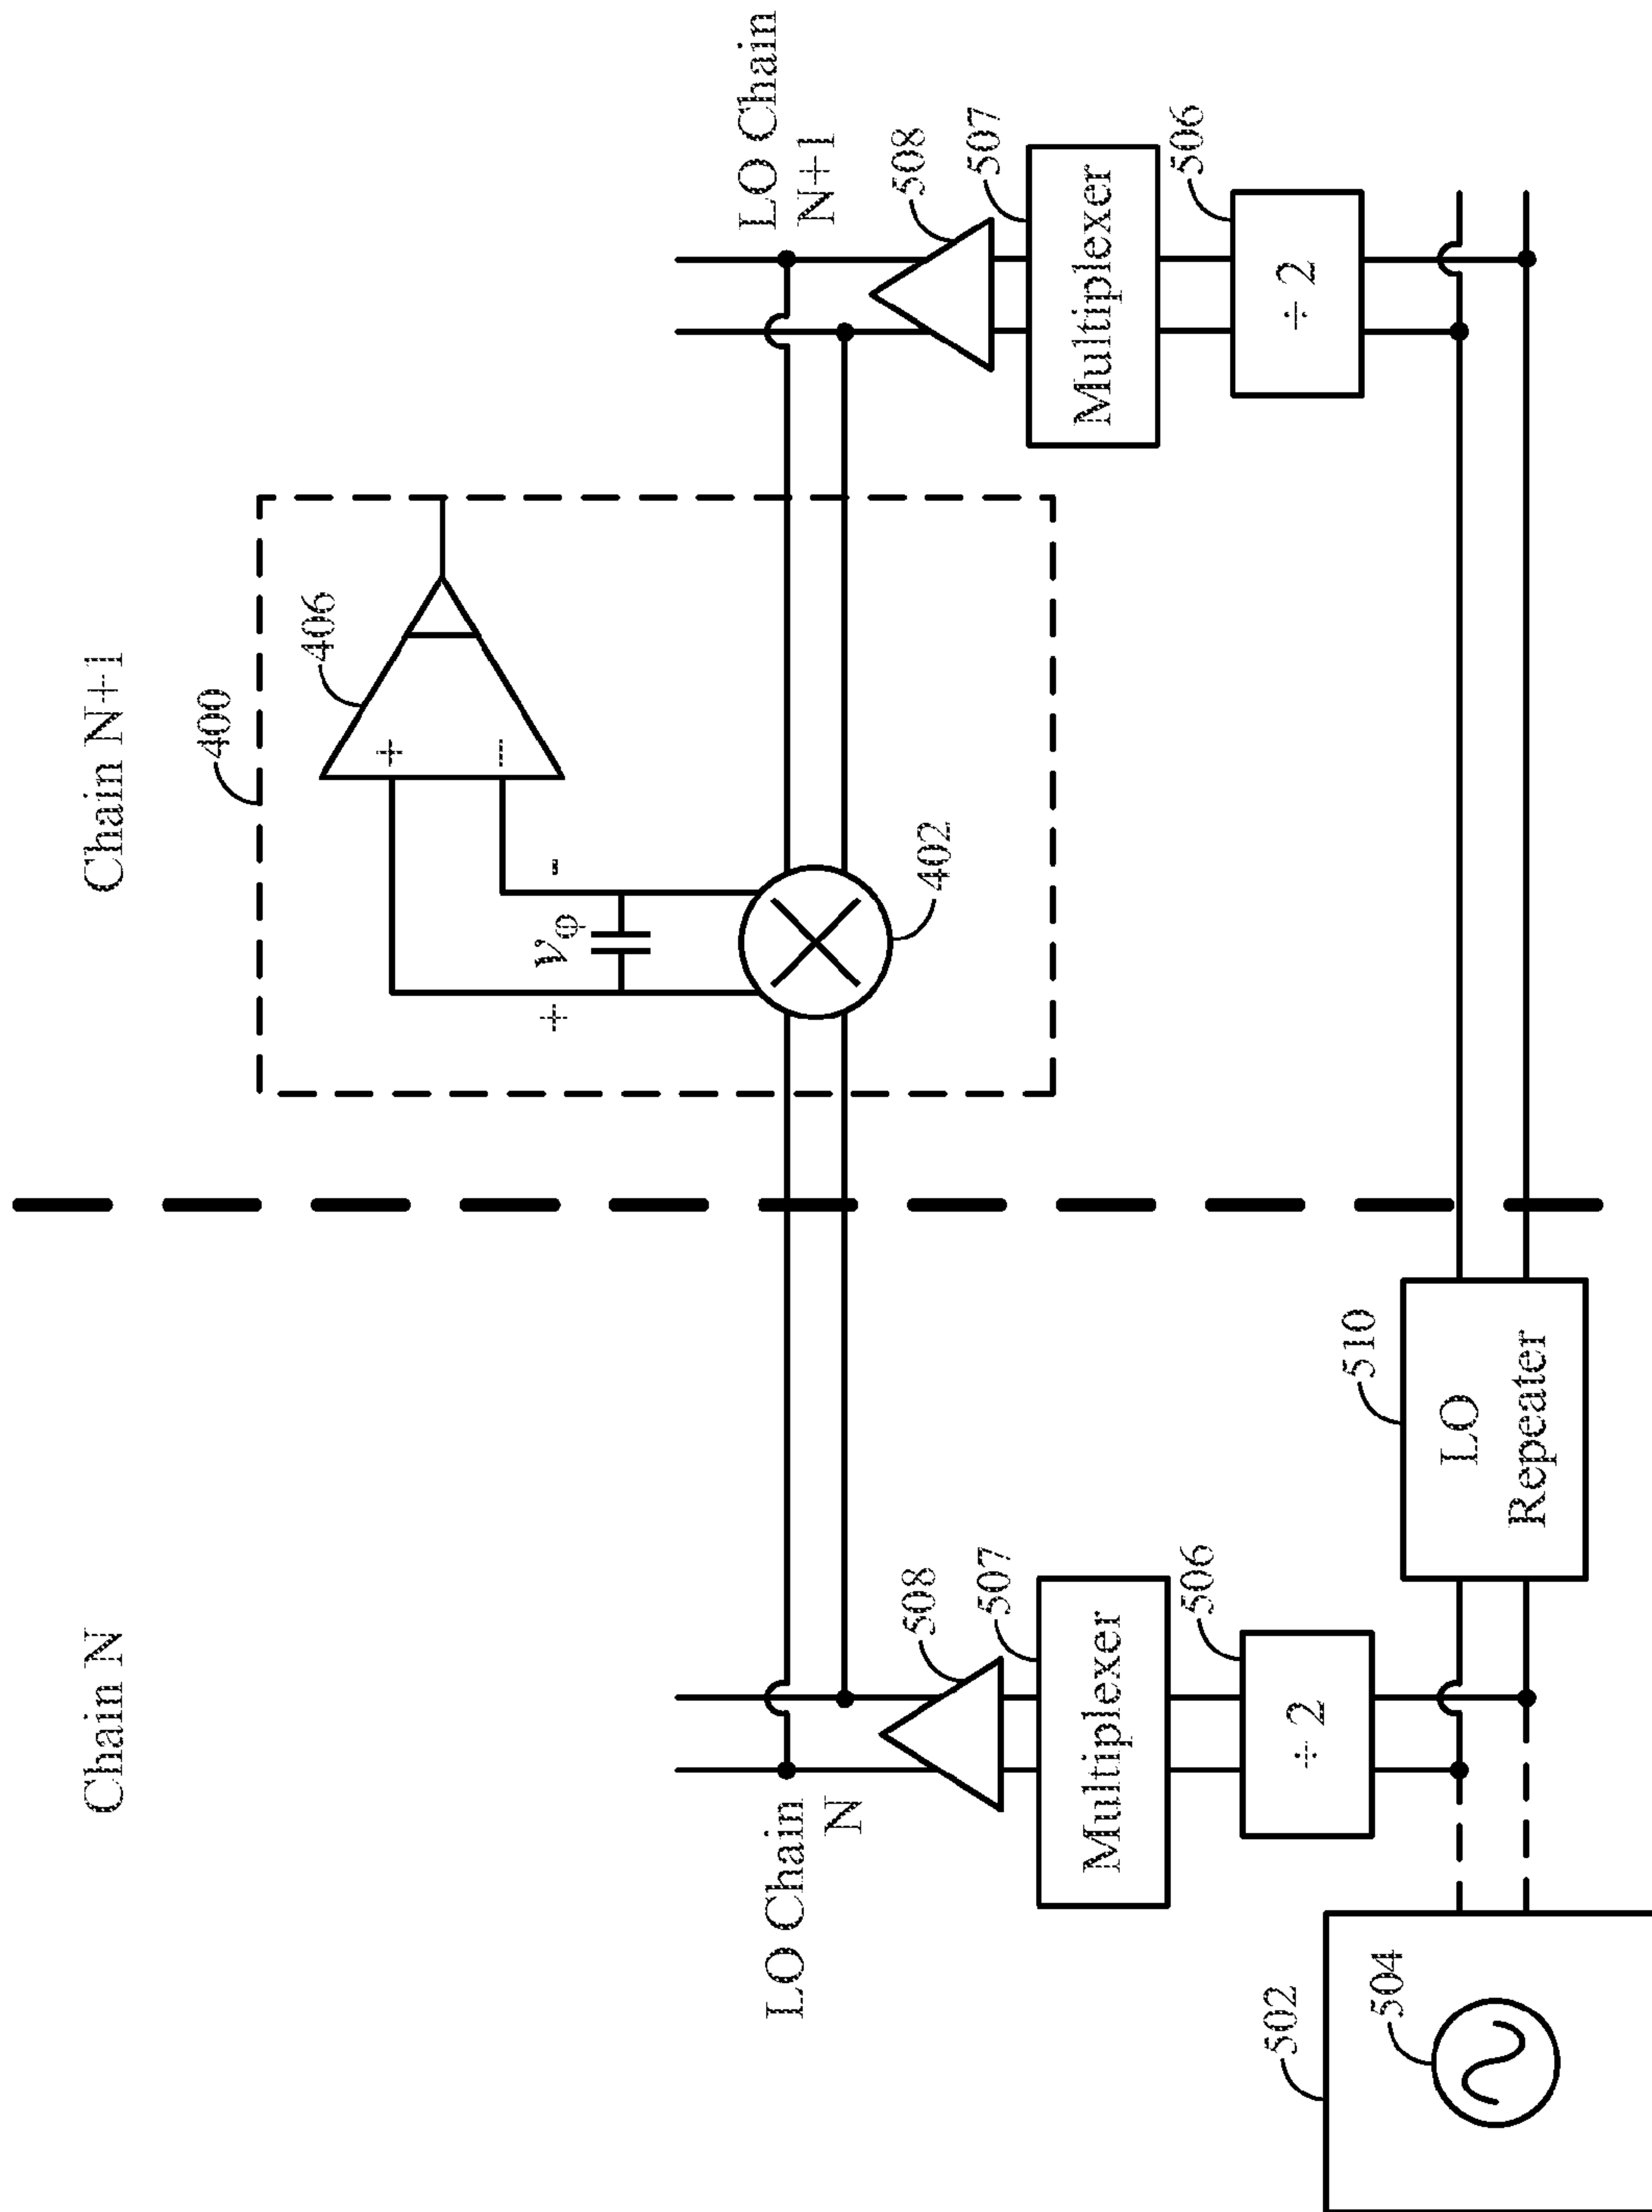 Chain N
Chain N+1
400
406
+
−
+
-
Vφ
402
LO Chain
N
LO Chain
N+1
508
507
Multiplexer
506
÷ 2
508
507
Multiplexer
506
÷ 2
510
LO
Repeater
502
504